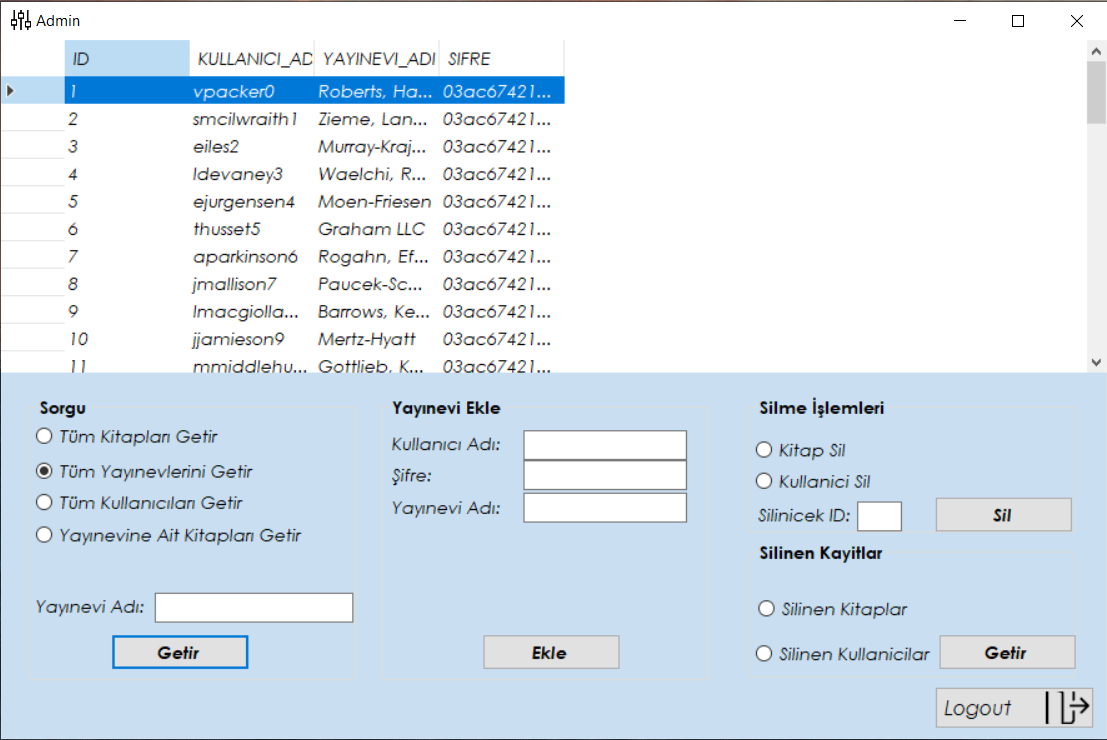 Admin
ID KULLANICI_AD YAYINEVI_ADI SIFRE
1 vpacker0 Roberts, Ha... 03ac67421...
2 smcilwraith1 Zieme, Lan... 03ac67421...
3 eiles2 Murray-Kraj... 03ac67421...
4 ldevaney3 Waelchi, R... 03ac67421...
5 ejurgensen4 Moen-Friesen 03ac67421...
6 thusset5 Graham LLC 03ac67421...
7 aparkinson6 Rogahn, Ef... 03ac67421...
8 jmallison7 Paucek-Sc... 03ac67421...
9 lmacgiolla... Barrows, Ke... 03ac67421...
10 jjamieson9 Mertz-Hyatt 03ac67421...
11 mmiddlehu... Gottlieb, K... 03ac67421...
Sorgu
Tüm Kitapları Getir
Tüm Yayınevlerini Getir
Tüm Kullanıcıları Getir
Yayınevine Ait Kitapları Getir
Yayınevi Adı:
Getir
Yayınevi Ekle
Kullanıcı Adı:
Şifre:
Yayınevi Adı:
Ekle
Silme İşlemleri
Kitap Sil
Kullanici Sil
Silinicek ID:
Sil
Silinen Kayitlar
Silinen Kitaplar
Silinen Kullanicilar
Getir
Logout